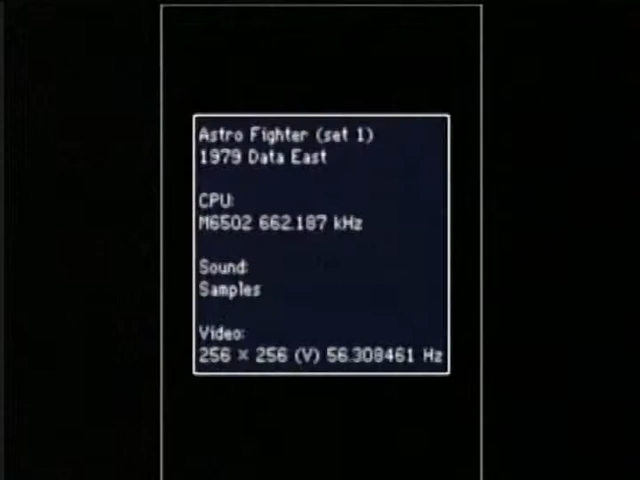 Astro Fighter (set 1)
1979 Data East
CPU:
M6502 662.187 kHz
Sound:
Samples
Video:
256 × 256 (V) 56.308461 Hz